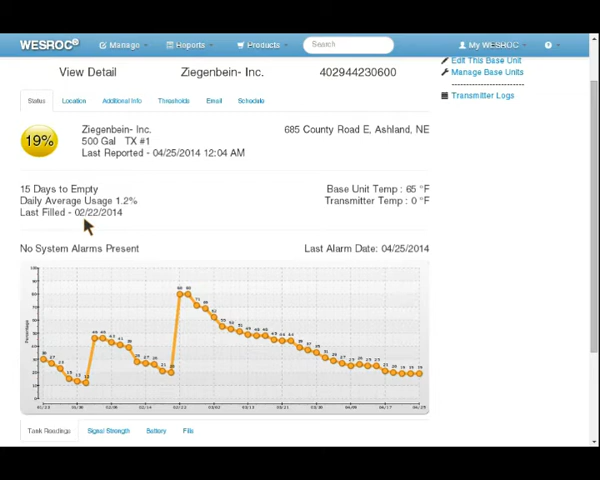 WESROC®
Manage
Reports
Products
Search
My WESROC
View Detail
Ziegenbein- Inc.
402944230600
Edit This Base Unit
Manage Base Units
Transmitter Logs
Status
Location
Additional Info
Thresholds
Email
Schedule
19%
Ziegenbein- Inc.
500 Gal TX #1
Last Reported - 04/25/2014 12:04 AM
685 County Road E, Ashland, NE
15 Days to Empty
Daily Average Usage 1.2%
Last Filled - 02/22/2014
Base Unit Temp : 65 °F
Transmitter Temp : 0 °F
No System Alarms Present
Last Alarm Date: 04/25/2014
Percentage
Tank Readings
Signal Strength
Battery
Fills